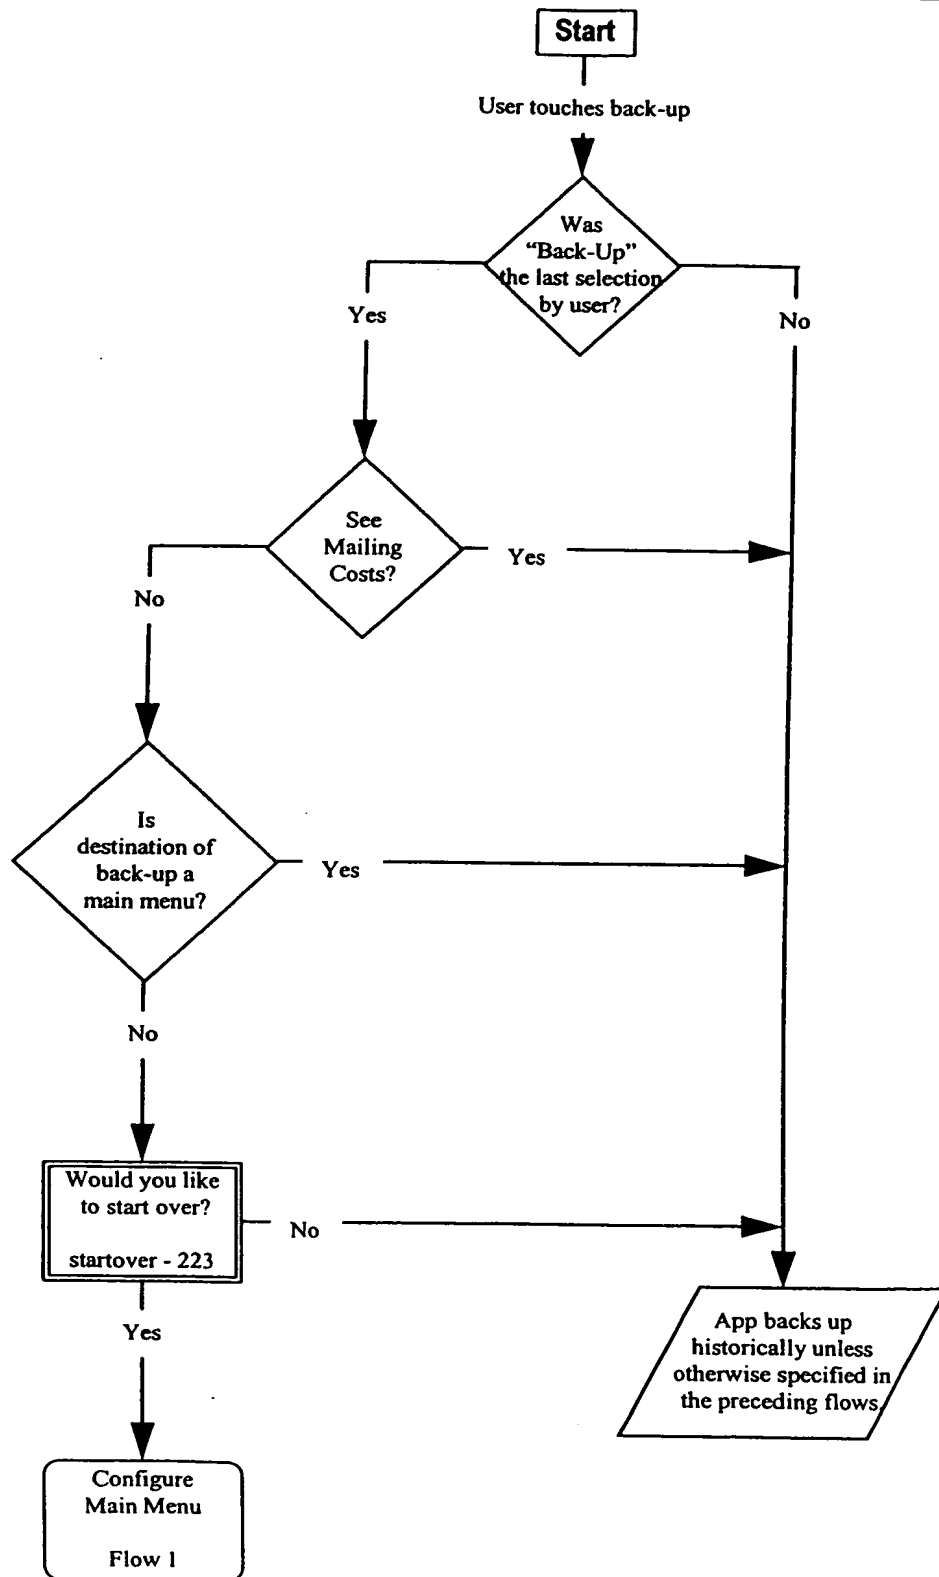 Start
User touches back-up
Was
“Back-Up”
the last selection
by user?
Yes
No
See
Mailing
Costs?
Yes
No
Is
destination of
back-up a
main menu?
Yes
No
Would you like
to start over?
startover - 223
No
Yes
App backs up
historically unless
otherwise specified in
the preceding flows.
Configure
Main Menu
Flow 1